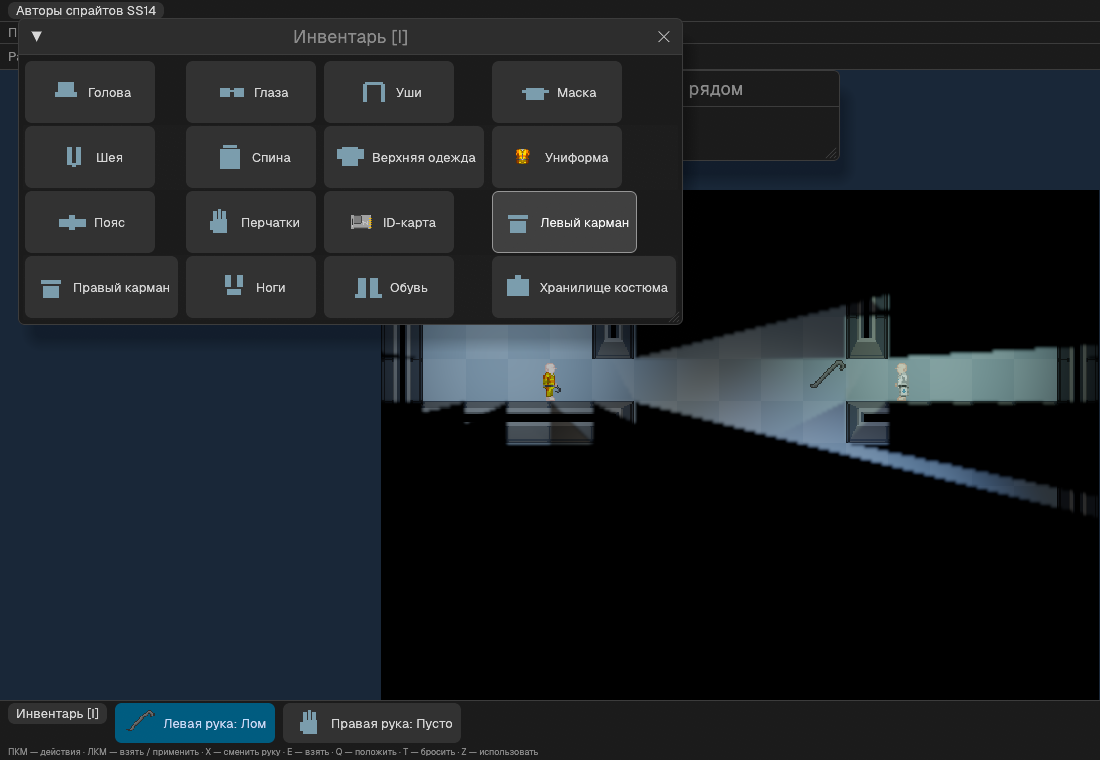 Авторы спрайтов SS14
Инвентарь [I]
Голова
Глаза
Уши
Маска
рядом
Шея
Спина
Верхняя одежда
Униформа
Пояс
Перчатки
ID-карта
Левый карман
Правый карман
Ноги
Обувь
Хранилище костюма
Инвентарь [I]
Левая рука: Лом
Правая рука: Пусто
ПКМ — действия · ЛКМ — взять / применить · X — сменить руку · E — взять · Q — положить · T — бросить · Z — использовать